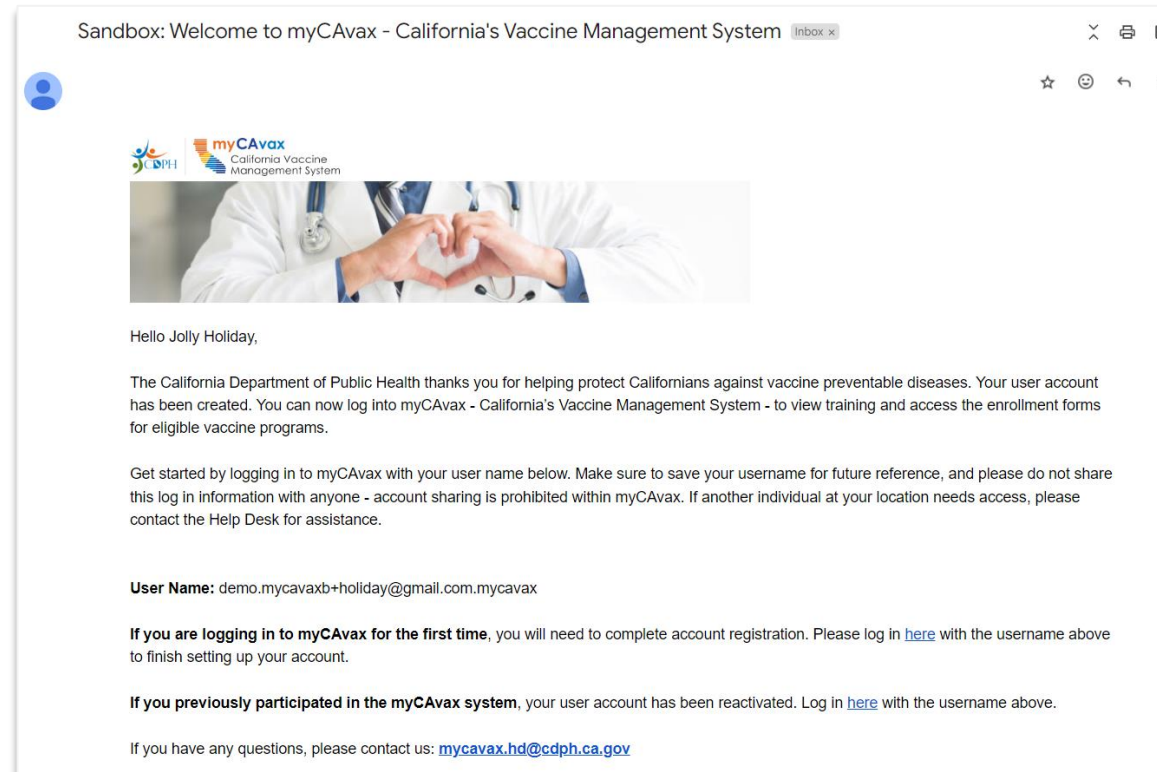 Sandbox: Welcome to myCAvax - California's Vaccine Management System Inbox ×
CDPH
myCAvax
California Vaccine
Management System
Hello Jolly Holiday,
The California Department of Public Health thanks you for helping protect Californians against vaccine preventable diseases. Your user account
has been created. You can now log into myCAvax - California's Vaccine Management System - to view training and access the enrollment forms
for eligible vaccine programs.
Get started by logging in to myCAvax with your user name below. Make sure to save your username for future reference, and please do not share
this log in information with anyone - account sharing is prohibited within myCAvax. If another individual at your location needs access, please
contact the Help Desk for assistance.
User Name: demo.mycavaxb+holiday@gmail.com.mycavax
If you are logging in to myCAvax for the first time, you will need to complete account registration. Please log in here with the username above
to finish setting up your account.
If you previously participated in the myCAvax system, your user account has been reactivated. Log in here with the username above.
If you have any questions, please contact us: mycavax.hd@cdph.ca.gov